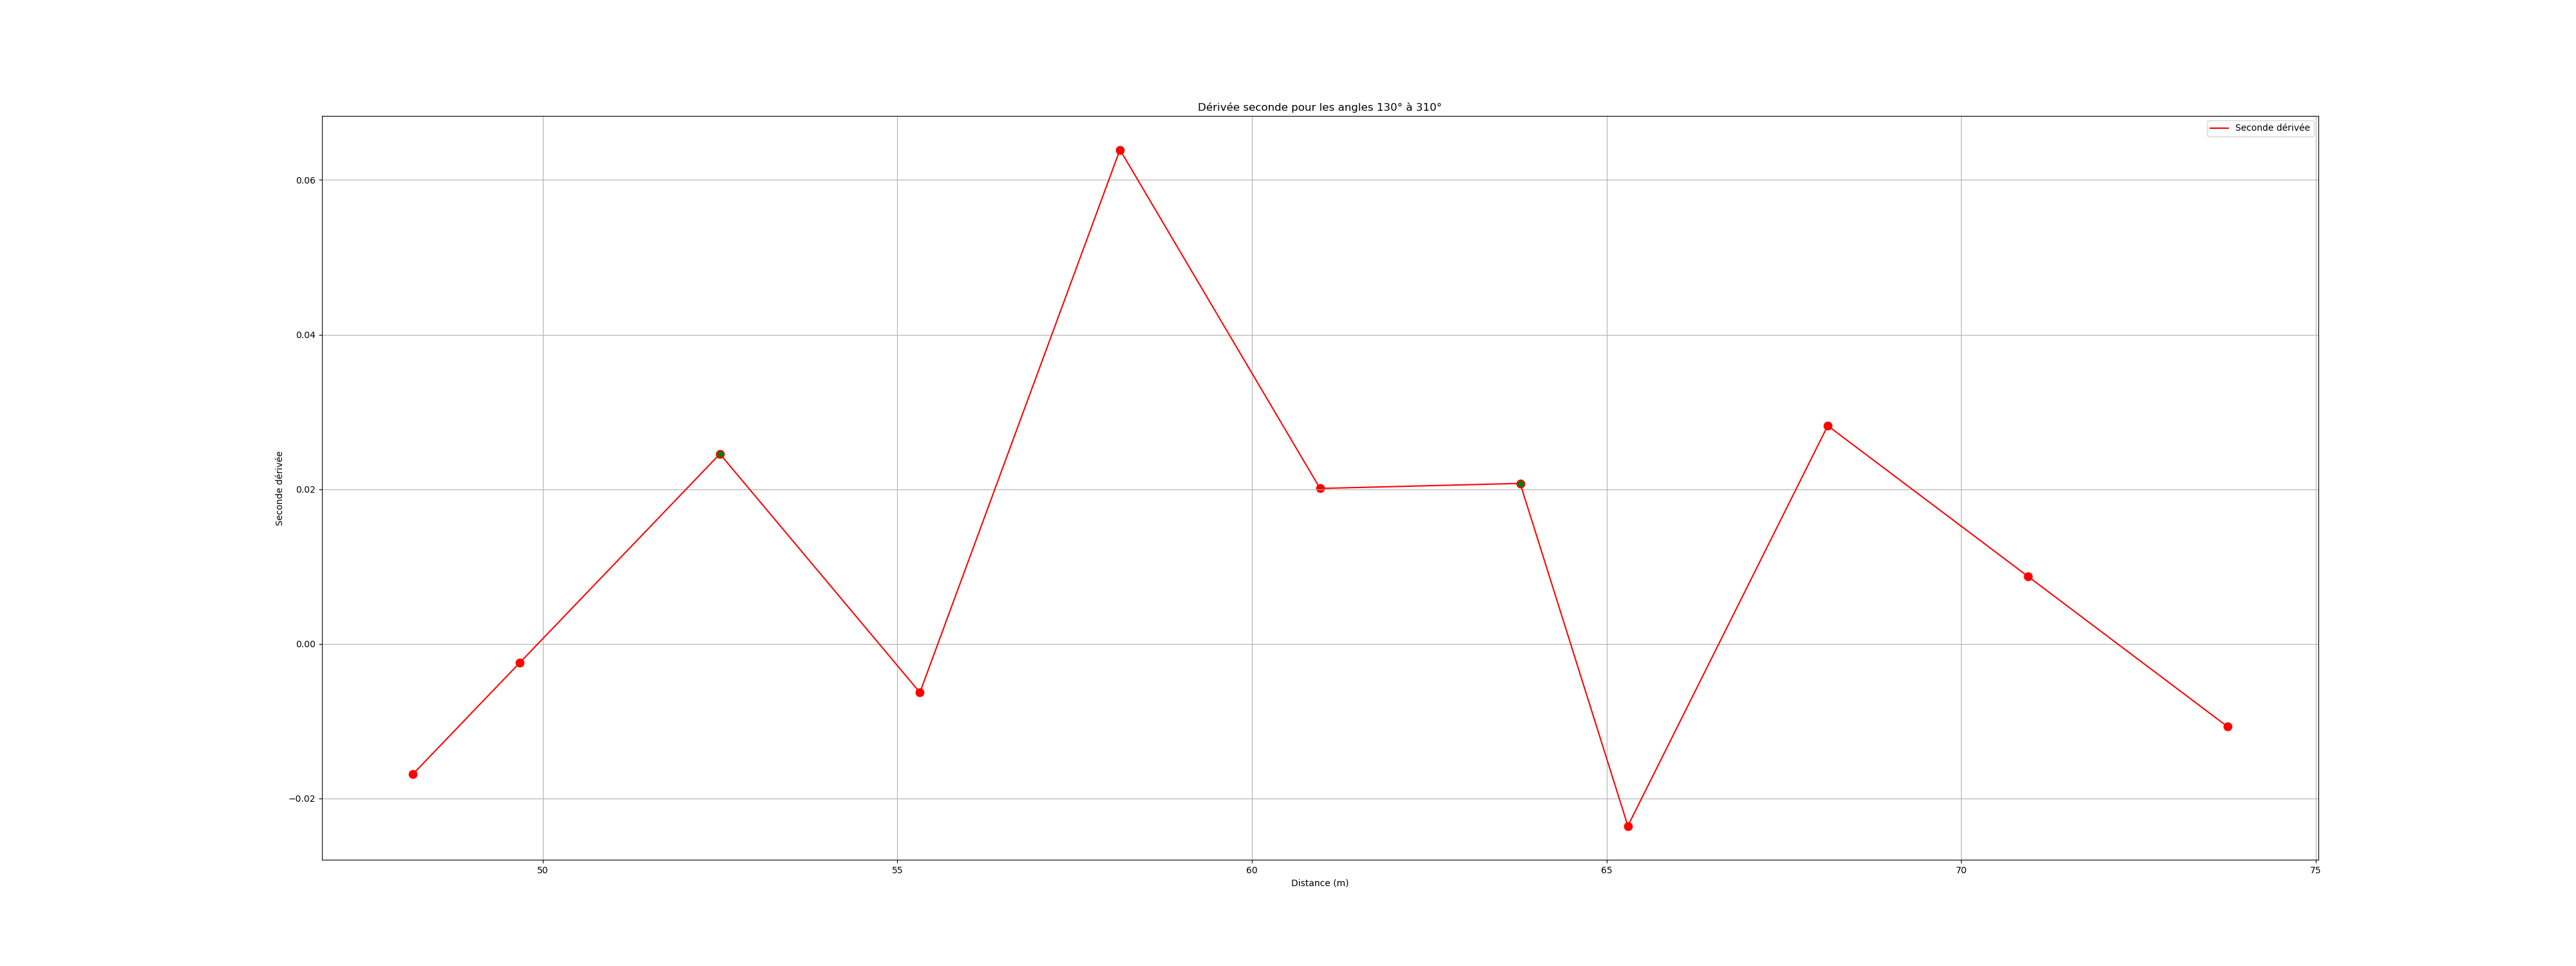 Dérivée seconde pour les angles 130° à 310°
Seconde dérivée
0.06
0.04
0.02
0.00
−0.02
Seconde dérivée
50
55
60
65
70
75
Distance (m)